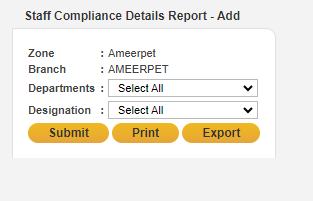 Staff Compliance Details Report - Add
Zone : Ameerpet
Branch : AMEERPET
Departments : Select All
Designation : Select All
Submit Print Export